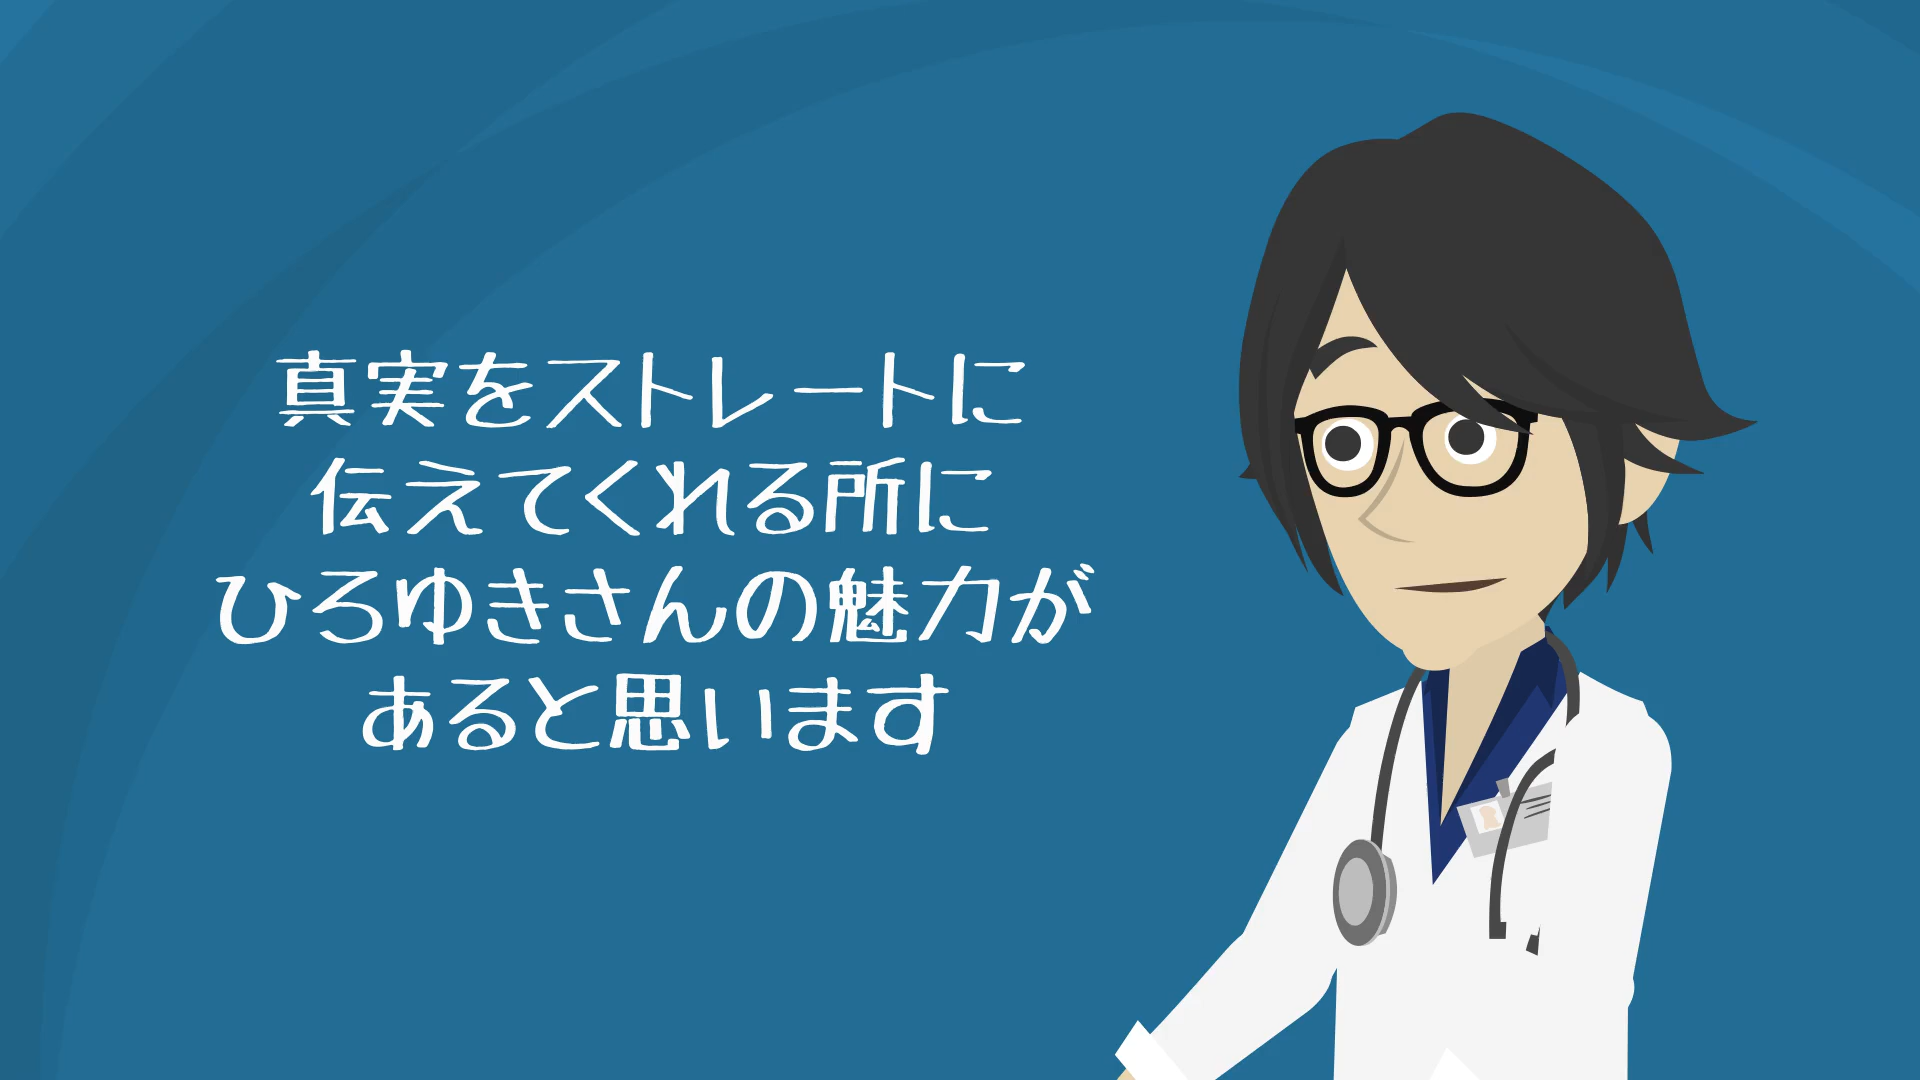 真実をストレートに
伝えてくれる所に
ひろゆきさんの魅力が
あると思います